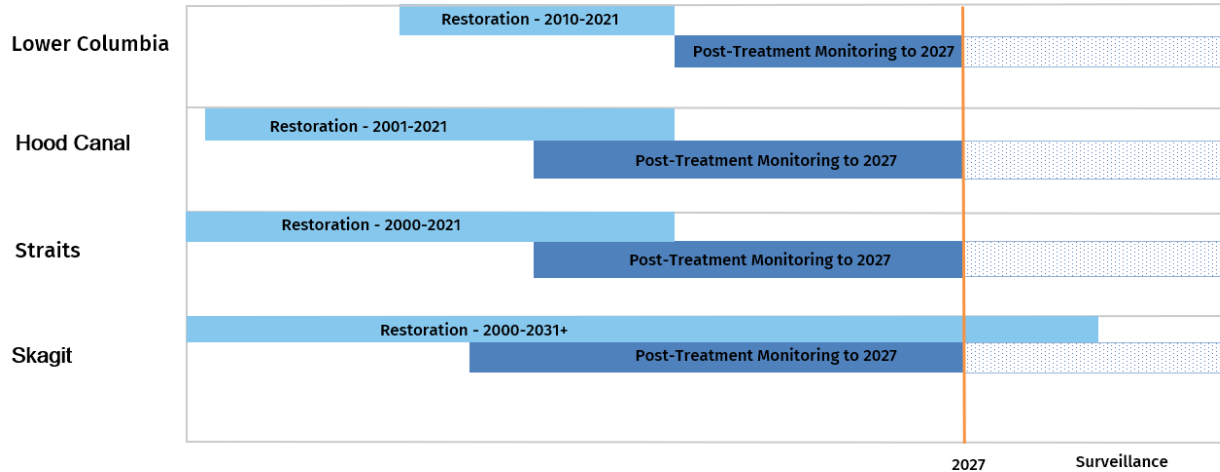 Restoration - 2010-2021
Lower Columbia
Post-Treatment Monitoring to 2027
Restoration - 2001-2021
Hood Canal
Post-Treatment Monitoring to 2027
Restoration - 2000-2021
Straits
Post-Treatment Monitoring to 2027
Restoration - 2000-2031+
Skagit
Post-Treatment Monitoring to 2027
2027
Surveillance